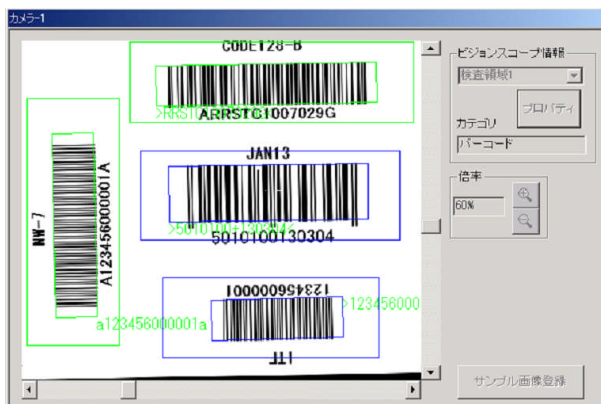 カメラ-1
CODE128-B
ARRSTC1007029G
JAN13
>5010100+130304<
5010100130304
NW-7
A123456000001A
a123456000001a
123456000001
>123456000
ITF
ビジョンスコープ情報
検査領域1
プロパティ
カテゴリ
バーコード
倍率
60%
サンプル画像登録